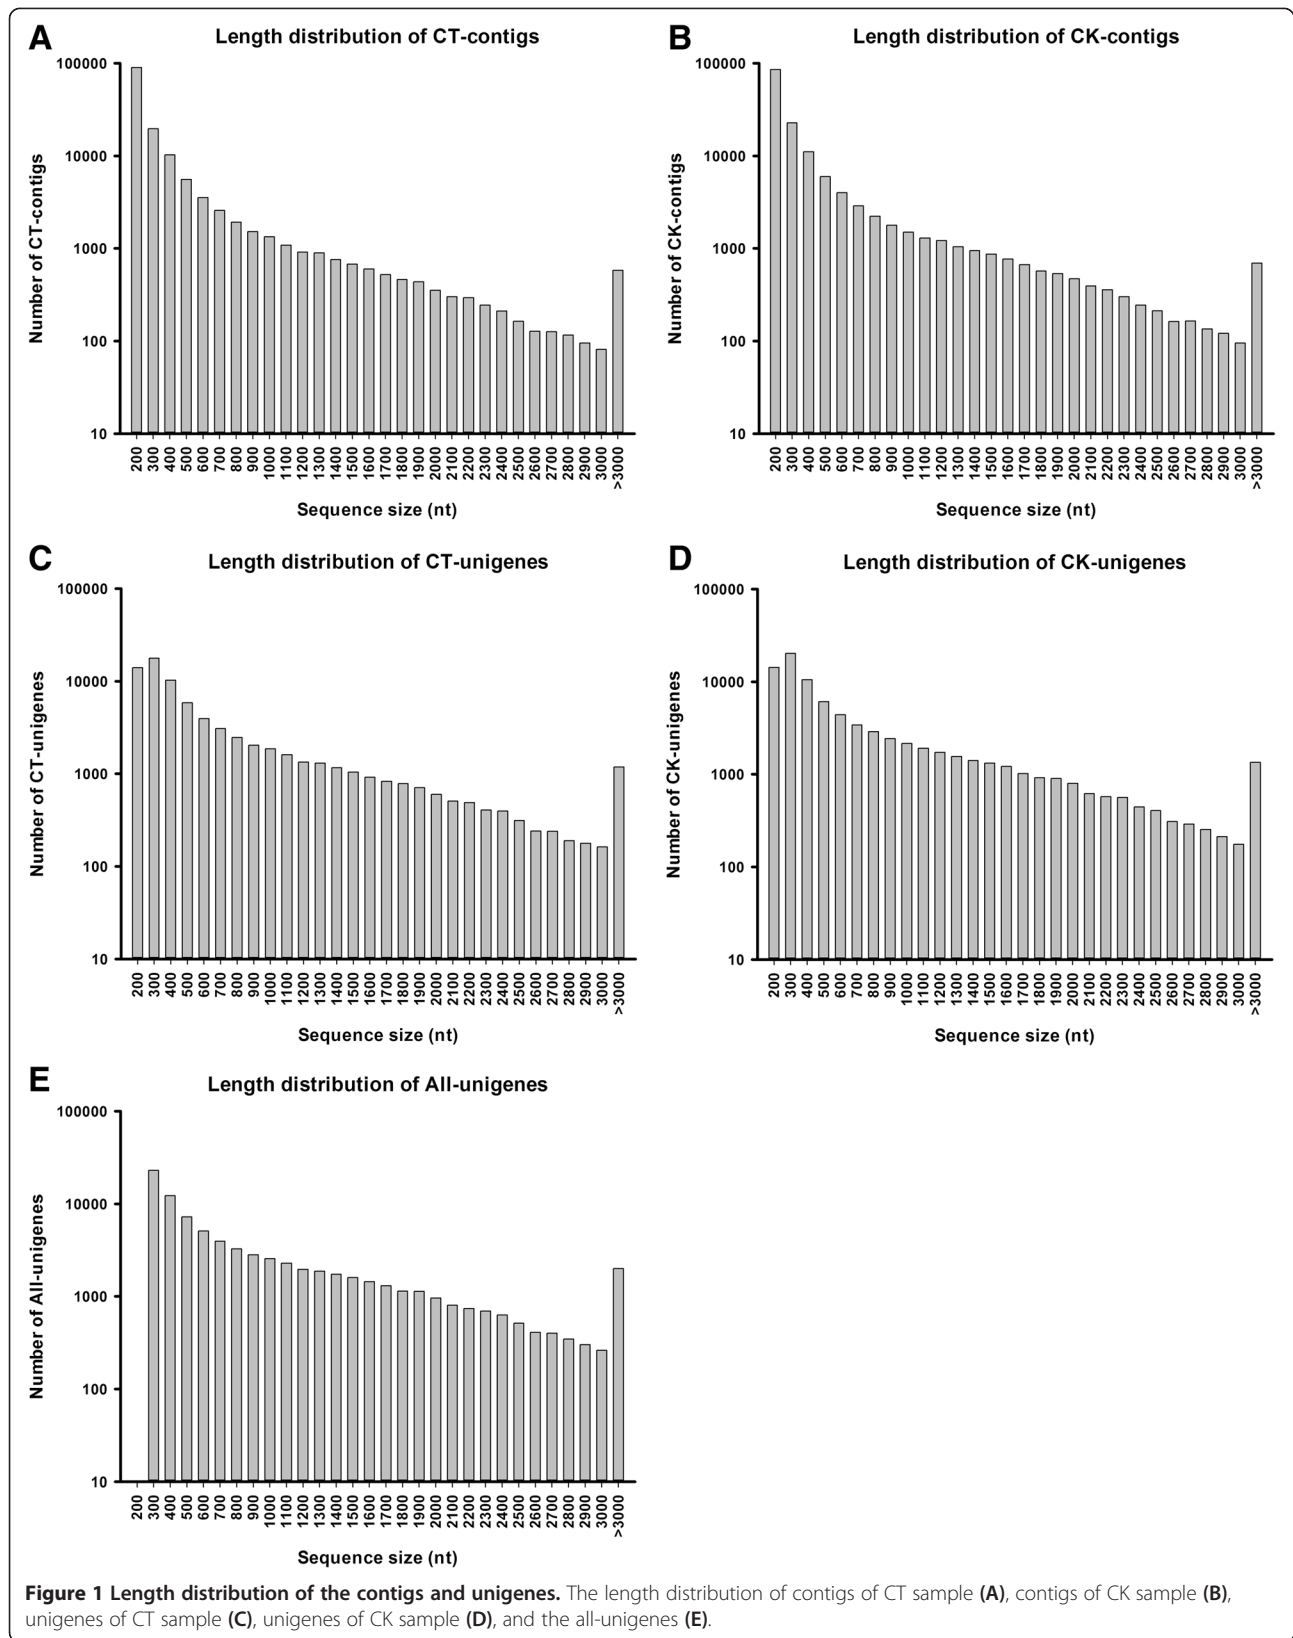 A
Length distribution of CT-contigs
Number of CT-contigs
100000
10000
1000
100
10
200 300 400 500 600 700 800 900 1000 1100 1200 1300 1400 1500 1600 1700 1800 1900 2000 2100 2200 2300 2400 2500 2600 2700 2800 2900 3000 >3000
Sequence size (nt)
B
Length distribution of CK-contigs
Number of CK-contigs
100000
10000
1000
100
10
200 300 400 500 600 700 800 900 1000 1100 1200 1300 1400 1500 1600 1700 1800 1900 2000 2100 2200 2300 2400 2500 2600 2700 2800 2900 3000 >3000
Sequence size (nt)
C
Length distribution of CT-unigenes
Number of CT-unigenes
100000
10000
1000
100
10
200 300 400 500 600 700 800 900 1000 1100 1200 1300 1400 1500 1600 1700 1800 1900 2000 2100 2200 2300 2400 2500 2600 2700 2800 2900 3000 >3000
Sequence size (nt)
D
Length distribution of CK-unigenes
Number of CK-unigenes
100000
10000
1000
100
10
200 300 400 500 600 700 800 900 1000 1100 1200 1300 1400 1500 1600 1700 1800 1900 2000 2100 2200 2300 2400 2500 2600 2700 2800 2900 3000 >3000
Sequence size (nt)
E
Length distribution of All-unigenes
Number of All-unigenes
100000
10000
1000
100
10
200 300 400 500 600 700 800 900 1000 1100 1200 1300 1400 1500 1600 1700 1800 1900 2000 2100 2200 2300 2400 2500 2600 2700 2800 2900 3000 >3000
Sequence size (nt)
Figure 1 Length distribution of the contigs and unigenes. The length distribution of contigs of CT sample (A), contigs of CK sample (B),
unigenes of CT sample (C), unigenes of CK sample (D), and the all-unigenes (E).